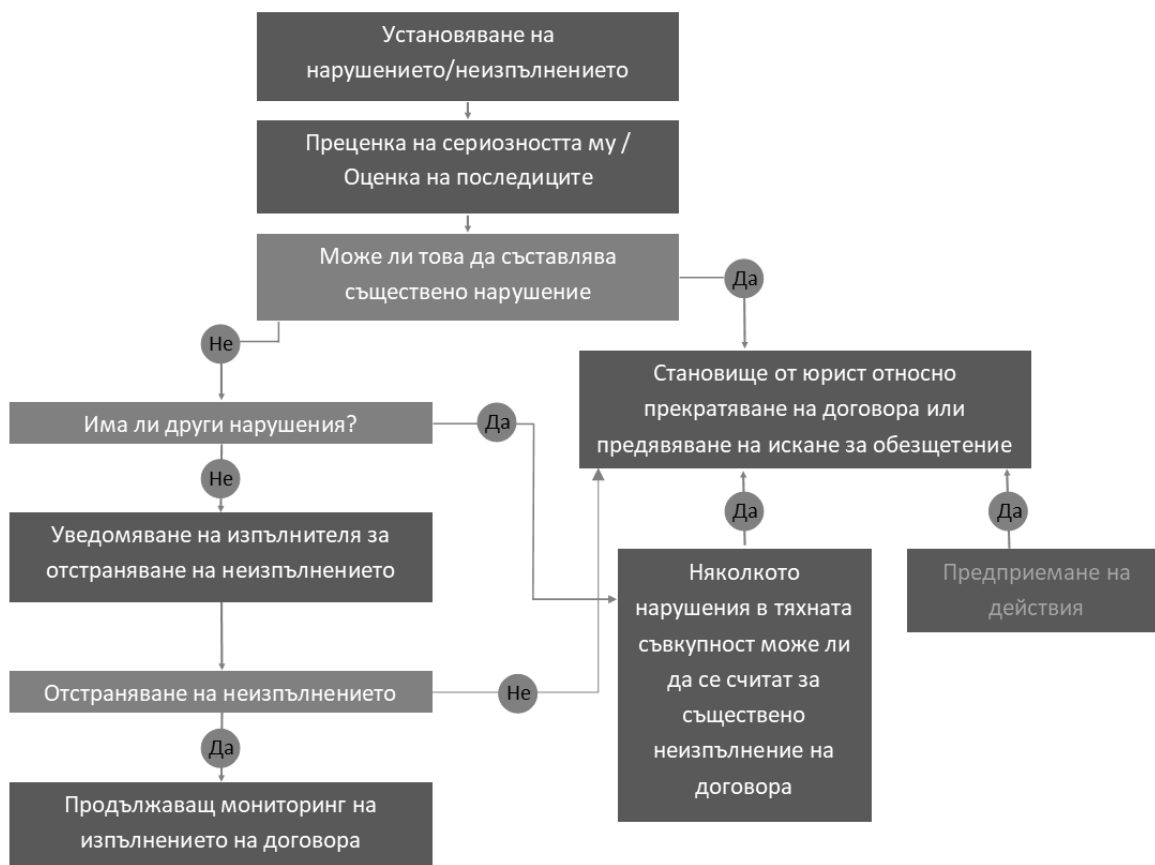 Установяване на
нарушението/неизпълнението
Преценка на сериозността му /
Оценка на последиците
Може ли това да съставлява
съществено нарушение
Да
Не
Становище от юрист относно
прекратяване на договора или
предявяване на искане за обезщетение
Има ли други нарушения?
Да
Не
Да
Да
Уведомяване на изпълнителя за
отстраняване на неизпълнението
Няколкото
нарушения в тяхната
съвкупност може ли
да се считат за
съществено
неизпълнение на
договора
Предприемане на
действия
Отстраняване на неизпълнението
Не
Да
Продължаващ мониторинг на
изпълнението на договора